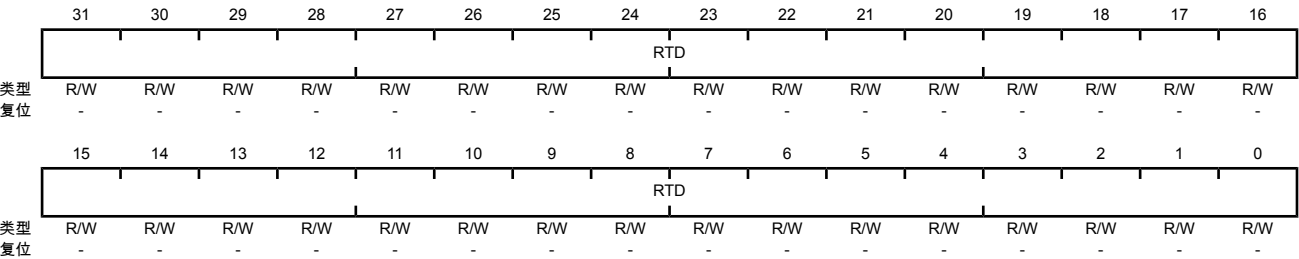 31 30 29 28 27 26 25 24 23 22 21 20 19 18 17 16
RTD
类型 R/W R/W R/W R/W R/W R/W R/W R/W R/W R/W R/W R/W R/W R/W R/W R/W
复位 - - - - - - - - - - - - - - - -
15 14 13 12 11 10 9 8 7 6 5 4 3 2 1 0
RTD
类型 R/W R/W R/W R/W R/W R/W R/W R/W R/W R/W R/W R/W R/W R/W R/W R/W
复位 - - - - - - - - - - - - - - - -